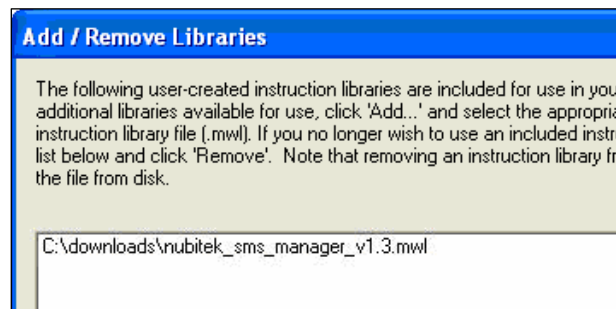 Add / Remove Libraries
The following user-created instruction libraries are included for use in you
additional libraries available for use, click 'Add...' and select the appropria
instruction library file (.mwl). If you no longer wish to use an included instr
list below and click 'Remove'. Note that removing an instruction library fr
the file from disk.
C:\downloads\nubitek_sms_manager_v1.3.mwl